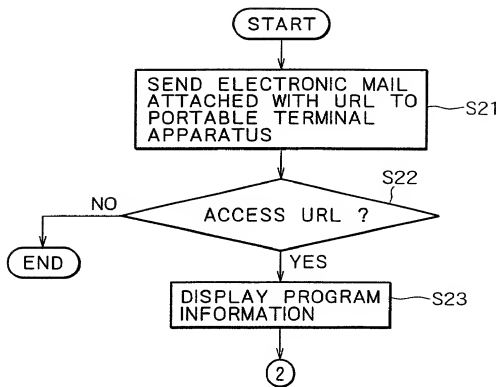 START
SEND ELECTRONIC MAIL
ATTACHED WITH URL TO
PORTABLE TERMINAL
APPARATUS
S21
S22
NO
ACCESS URL ?
END
YES
DISPLAY PROGRAM
INFORMATION
S23
2